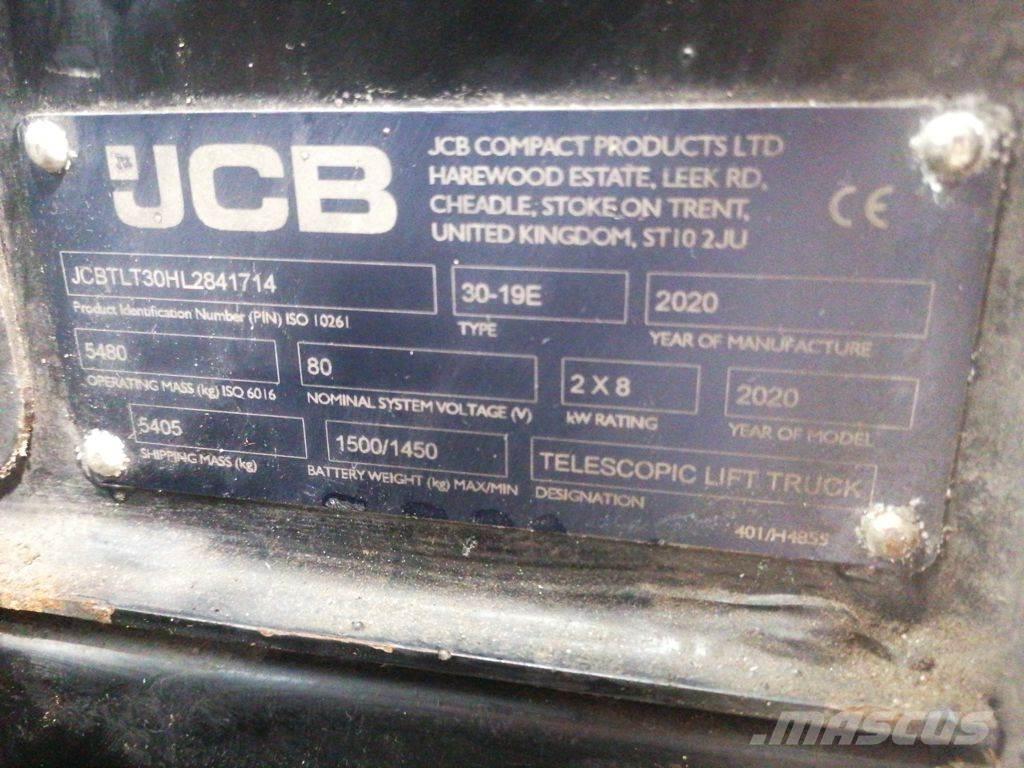 JCB
JCB COMPACT PRODUCTS LTD
HAREWOOD ESTATE, LEEK RD,
CHEADLE, STOKE ON TRENT,
UNITED KINGDOM, ST10 2JU
CE
JCBTLT30HL2841714
Product Identification Number (PIN) ISO 10261
30-19E
TYPE
2020
YEAR OF MANUFACTURE
5480
OPERATING MASS (kg) ISO 6016
80
NOMINAL SYSTEM VOLTAGE (V)
2 X 8
kW RATING
2020
YEAR OF MODEL
5405
SHIPPING MASS (kg)
1500/1450
BATTERY WEIGHT (kg) MAX/MIN
TELESCOPIC LIFT TRUCK
DESIGNATION
401/H4855
mascus